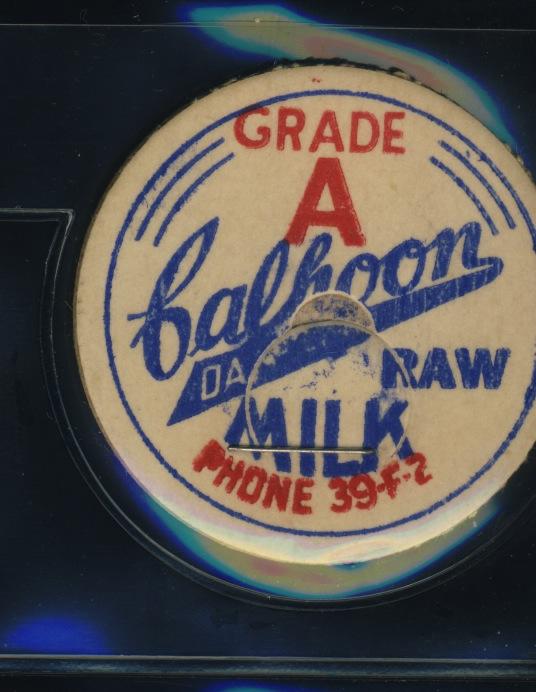 GRADE
A
Calhoon
DA
RAW
MILK
PHONE 39-F-2